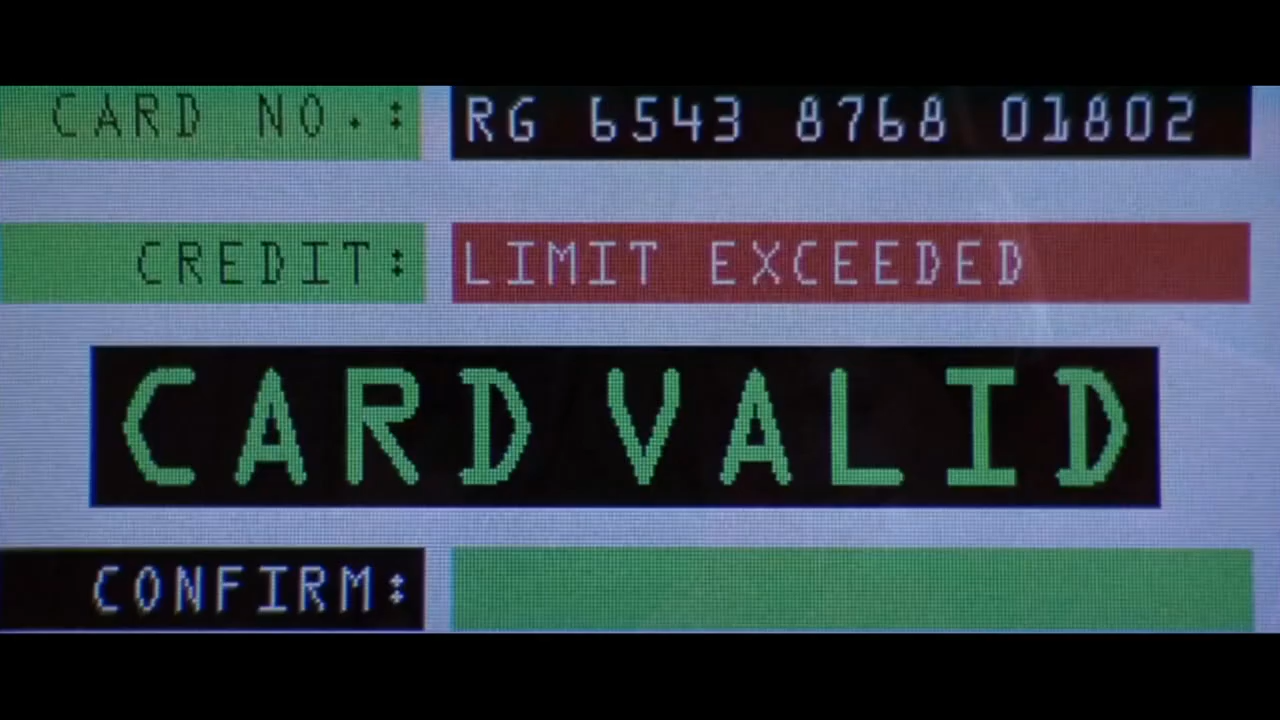 CARD NO.: RG 6543 8768 01802
CREDIT: LIMIT EXCEEDED
CARD VALID
CONFIRM: